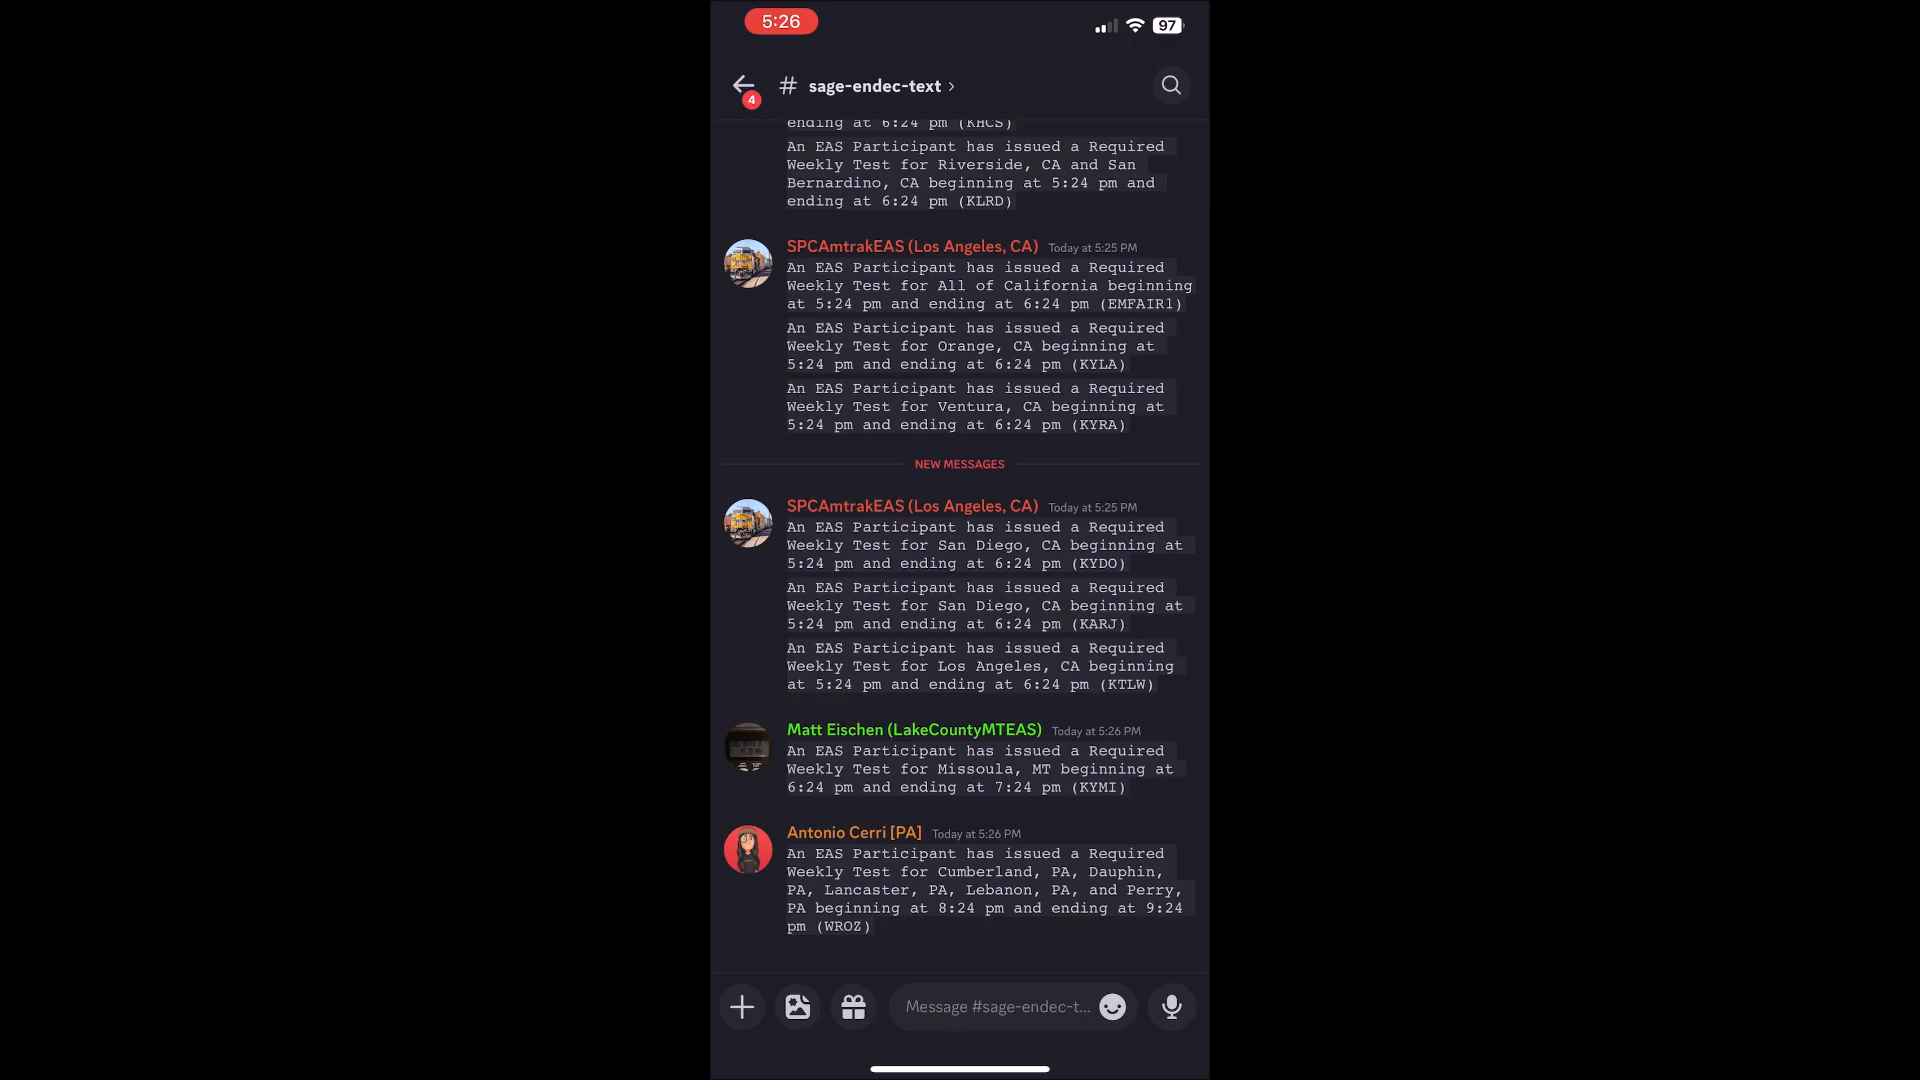 5:26
97
4
# sage-endec-text >
ending at 6:24 pm (KHCS)
An EAS Participant has issued a Required
Weekly Test for Riverside, CA and San
Bernardino, CA beginning at 5:24 pm and
ending at 6:24 pm (KLRD)
SPCAmtrakEAS (Los Angeles, CA) Today at 5:25 PM
An EAS Participant has issued a Required
Weekly Test for All of California beginning
at 5:24 pm and ending at 6:24 pm (EMFAIR1)
An EAS Participant has issued a Required
Weekly Test for Orange, CA beginning at
5:24 pm and ending at 6:24 pm (KYLA)
An EAS Participant has issued a Required
Weekly Test for Ventura, CA beginning at
5:24 pm and ending at 6:24 pm (KYRA)
NEW MESSAGES
SPCAmtrakEAS (Los Angeles, CA) Today at 5:25 PM
An EAS Participant has issued a Required
Weekly Test for San Diego, CA beginning at
5:24 pm and ending at 6:24 pm (KYDO)
An EAS Participant has issued a Required
Weekly Test for San Diego, CA beginning at
5:24 pm and ending at 6:24 pm (KARJ)
An EAS Participant has issued a Required
Weekly Test for Los Angeles, CA beginning
at 5:24 pm and ending at 6:24 pm (KTLW)
Matt Eischen (LakeCountyMTEAS) Today at 5:26 PM
An EAS Participant has issued a Required
Weekly Test for Missoula, MT beginning at
6:24 pm and ending at 7:24 pm (KYMI)
Antonio Cerri [PA] Today at 5:26 PM
An EAS Participant has issued a Required
Weekly Test for Cumberland, PA, Dauphin,
PA, Lancaster, PA, Lebanon, PA, and Perry,
PA beginning at 8:24 pm and ending at 9:24
pm (WROZ)
Message #sage-endec-t...